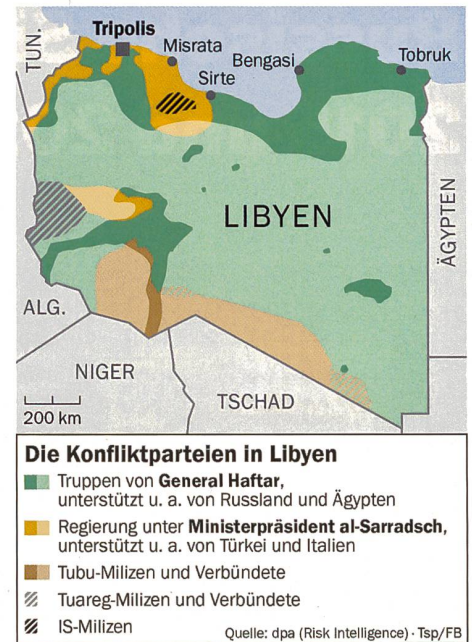 Tripolis
TUN.
Misrata
Sirte
Bengasi
Tobruk
LIBYEN
ÄGYPTEN
ALG.
NIGER
TSCHAD
200 km
Die Konfliktparteien in Libyen
Truppen von General Haftar,
unterstützt u. a. von Russland und Ägypten
Regierung unter Ministerpräsident al-Sarradsch,
unterstützt u. a. von Türkei und Italien
Tubu-Milizen und Verbündete
Tuareg-Milizen und Verbündete
IS-Milizen
Quelle: dpa (Risk Intelligence) · Tsp/FB